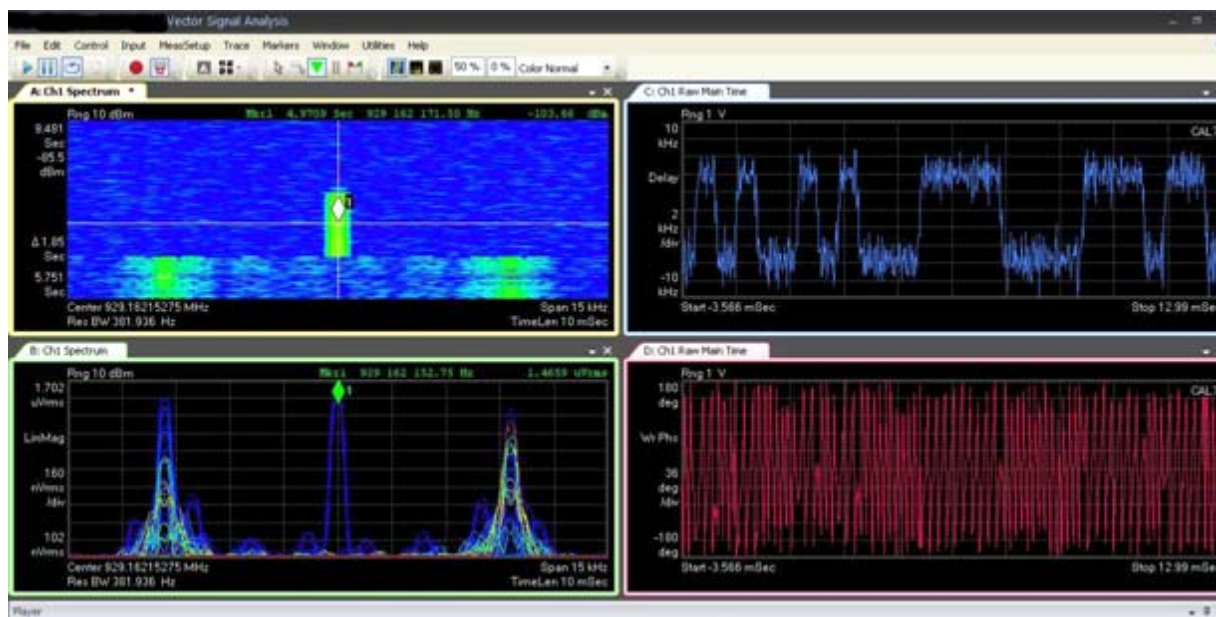 Vector Signal Analysis
File Edit Control Input MeasSetup Trace Markers Window Utilities Help
50 % 0 % Color Normal
A: Ch1 Spectrum *
Rng 10 dBm Mkr1 4.9709 Sec 929 162 171.50 Hz -103.66 dBm
9.481
Sec
-85.5
dBm
1
Δ 1.85
Sec
5.751
Sec
Center 929.16215275 MHz Span 15 kHz
Res BW 381.936 Hz TimeLen 10 mSec
C: Ch1 Raw Main Time
Rng 1 V
10
kHz
CAL?
Delay
2
kHz
/div
-10
kHz
Start -3.566 mSec Stop 12.99 mSe
B: Ch1 Spectrum
Rng 10 dBm Mkr1 929 162 152.75 Hz 1.4659 uVrms
1.702
uVrms
1
LinMag
160
nVrms
/div
102
nVrms
Center 929.16215275 MHz Span 15 kHz
Res BW 381.936 Hz TimeLen 10 mSec
D: Ch1 Raw Main Time
Rng 1 V
180
deg
CAL?
Wr Phs
36
deg
/div
-180
deg
Start -3.566 mSec Stop 12.99 mSe
Player